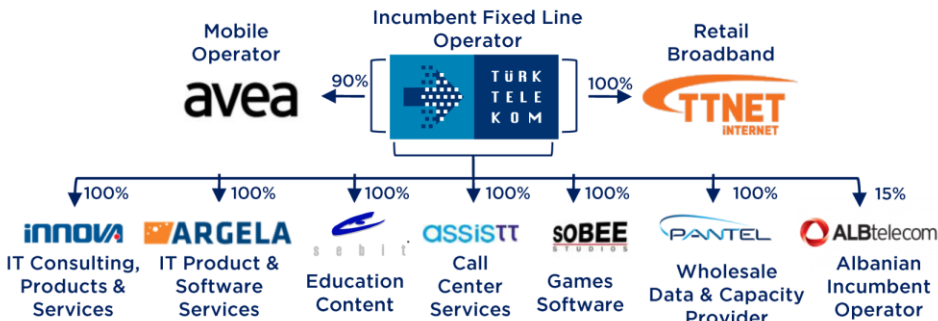 Mobile
Operator
avea
90%
Incumbent Fixed Line
Operator
TÜRK
TELE
KOM
100%
Retail
Broadband
TTNET
iNTERNET
100%
100%
100%
100%
100%
100%
15%
innova
IT Consulting,
Products &
Services
ARGELA
IT Product &
Software
Services
sebit
Education
Content
assistt
Call
Center
Services
SOBEE
STUDIOS
Games
Software
PANTEL
Wholesale
Data & Capacity
Provider
ALBtelecom
Albanian
Incumbent
Operator